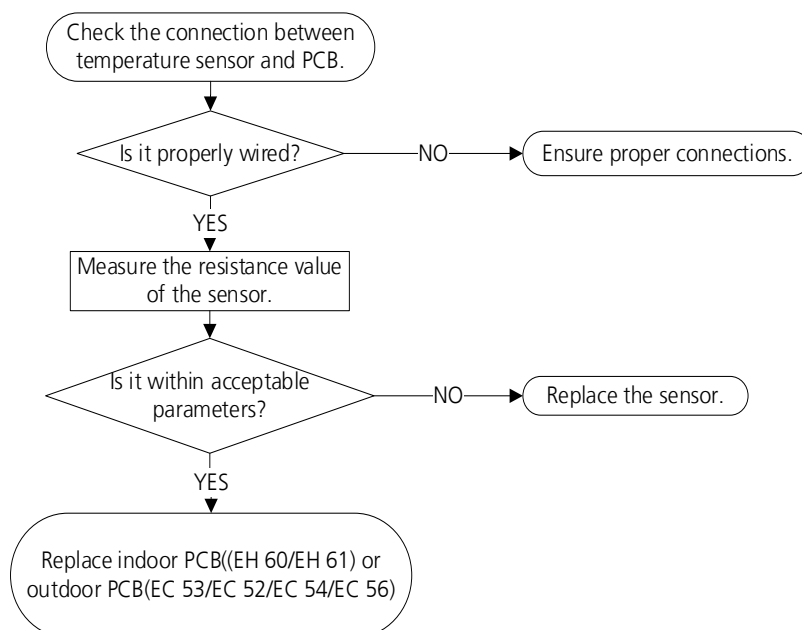 Check the connection between
temperature sensor and PCB.
Is it properly wired?
NO
Ensure proper connections.
YES
Measure the resistance value
of the sensor.
Is it within acceptable
parameters?
NO
Replace the sensor.
YES
Replace indoor PCB((EH 60/EH 61) or
outdoor PCB(EC 53/EC 52/EC 54/EC 56)